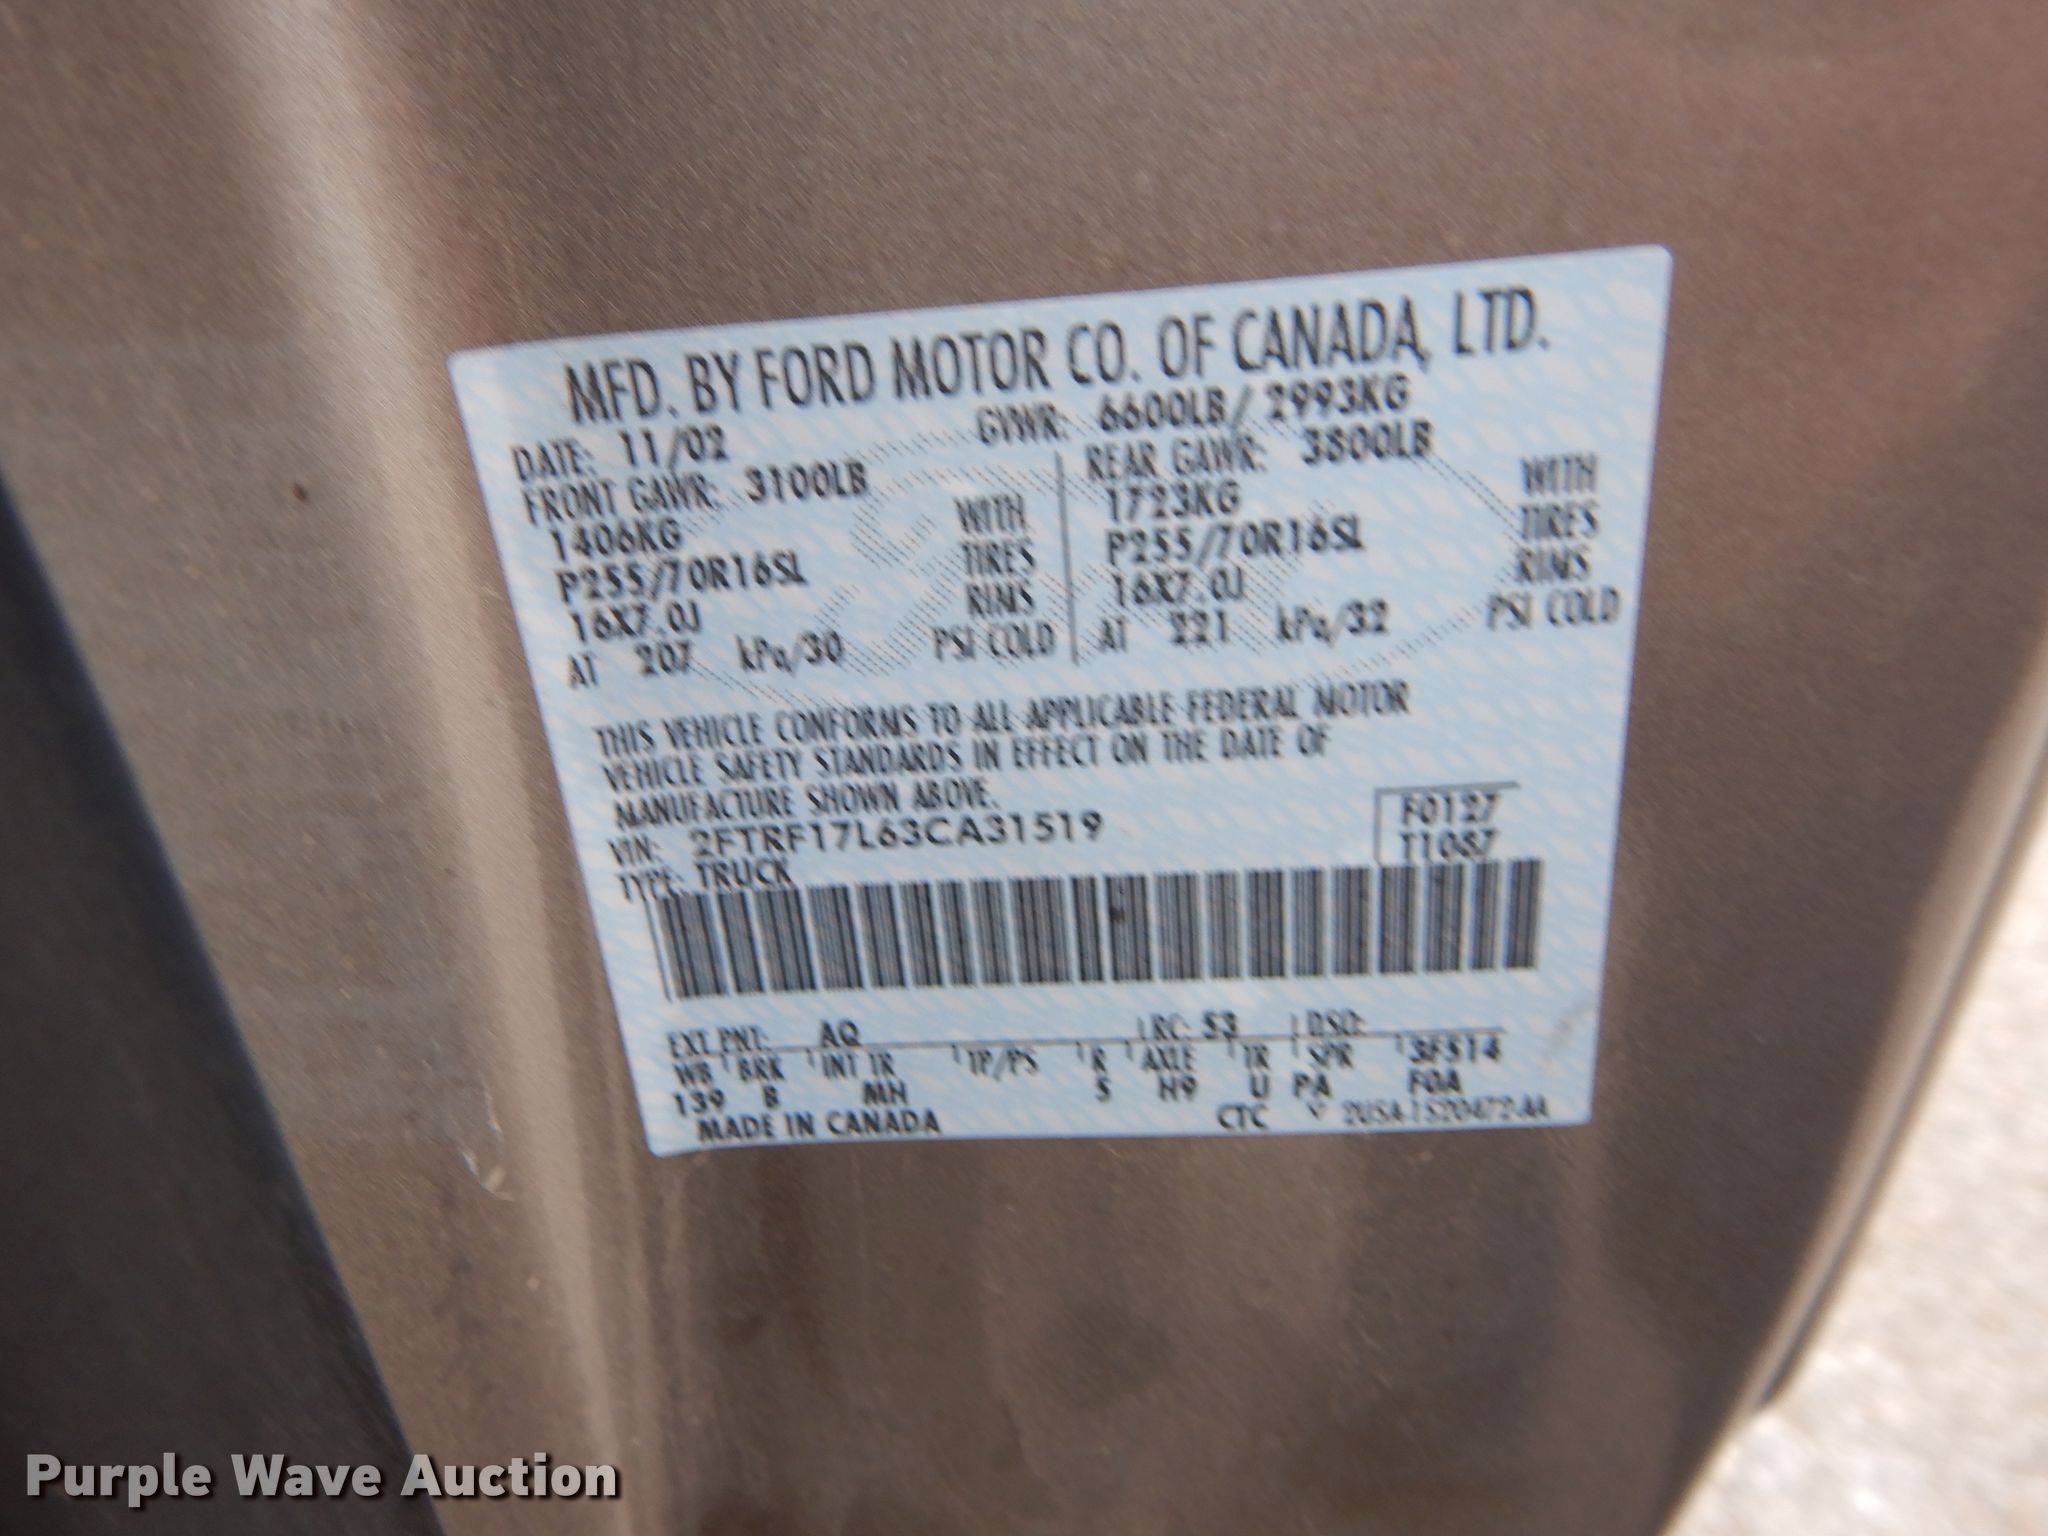 MFD. BY FORD MOTOR CO. OF CANADA, LTD.
DATE: 11/02 GVWR: 6600LB/ 2993KG
FRONT GAWR: 3100LB REAR GAWR: 3800LB
1406KG WITH 1723KG WITH
P255/70R16SL TIRES P255/70R16SL TIRES
16X7.0J RIMS 16X7.0J RIMS
AT 207 kPa/30 PSI COLD AT 221 kPa/32 PSI COLD
THIS VEHICLE CONFORMS TO ALL APPLICABLE FEDERAL MOTOR
VEHICLE SAFETY STANDARDS IN EFFECT ON THE DATE OF
MANUFACTURE SHOWN ABOVE.
VIN: 2FTRF17L63CA31519 F0127
TYPE: TRUCK T1087
EXT PNT: AQ RC: 53 DSO:
WB BRK INT TR TP/PS R AXLE TR SPR 3F514
139 B MH 5 H9 U PA F0A
MADE IN CANADA CTC 2U5A-1520472-AA
Purple Wave Auction